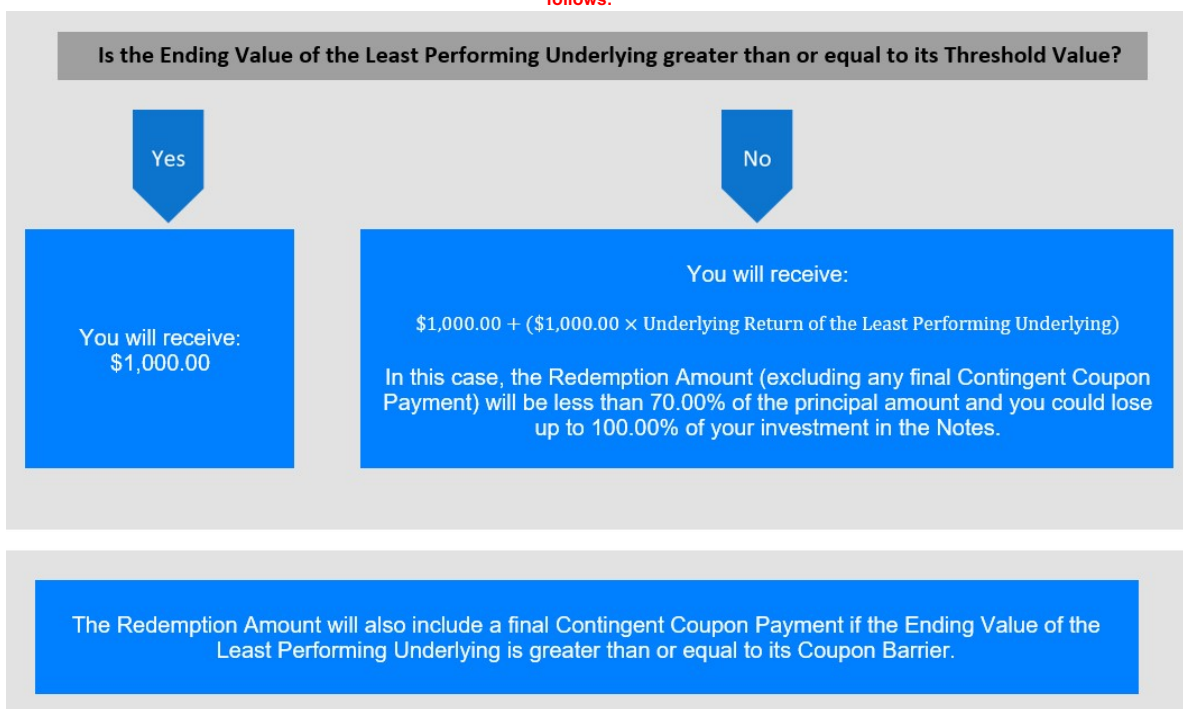 follows:
Is the Ending Value of the Least Performing Underlying greater than or equal to its Threshold Value?
Yes
No
You will receive:
$1,000.00
You will receive:
$1,000.00 + ($1,000.00 × Underlying Return of the Least Performing Underlying)
In this case, the Redemption Amount (excluding any final Contingent Coupon
Payment) will be less than 70.00% of the principal amount and you could lose
up to 100.00% of your investment in the Notes.
The Redemption Amount will also include a final Contingent Coupon Payment if the Ending Value of the
Least Performing Underlying is greater than or equal to its Coupon Barrier.